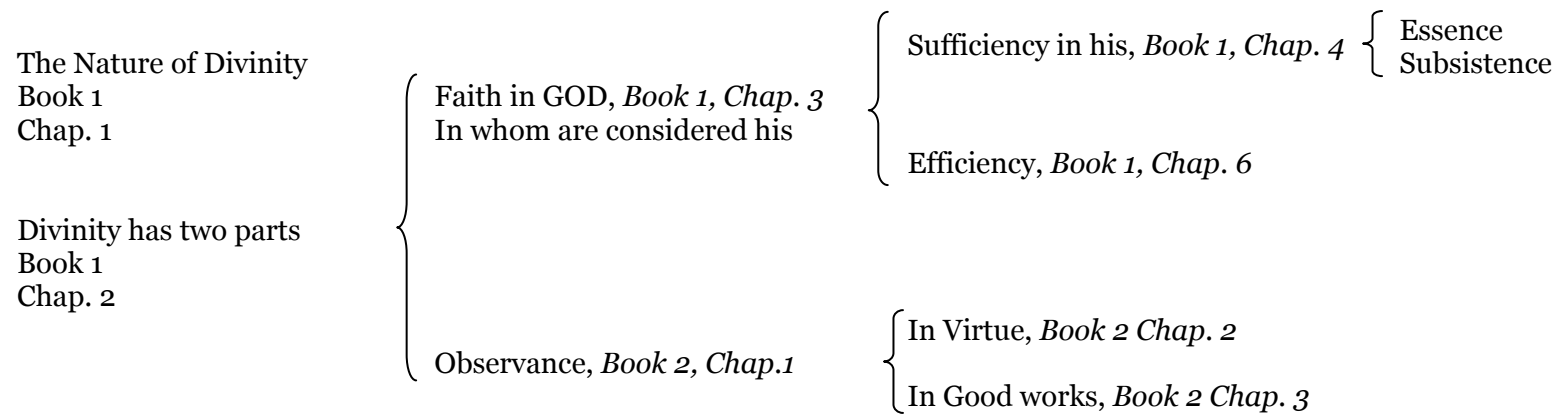 The Nature of Divinity
Book 1
Chap. 1
Divinity has two parts
Book 1
Chap. 2
Faith in GOD, Book 1, Chap. 3
In whom are considered his
Sufficiency in his, Book 1, Chap. 4
Essence
Subsistence
Efficiency, Book 1, Chap. 6
Observance, Book 2, Chap.1
In Virtue, Book 2 Chap. 2
In Good works, Book 2 Chap. 3